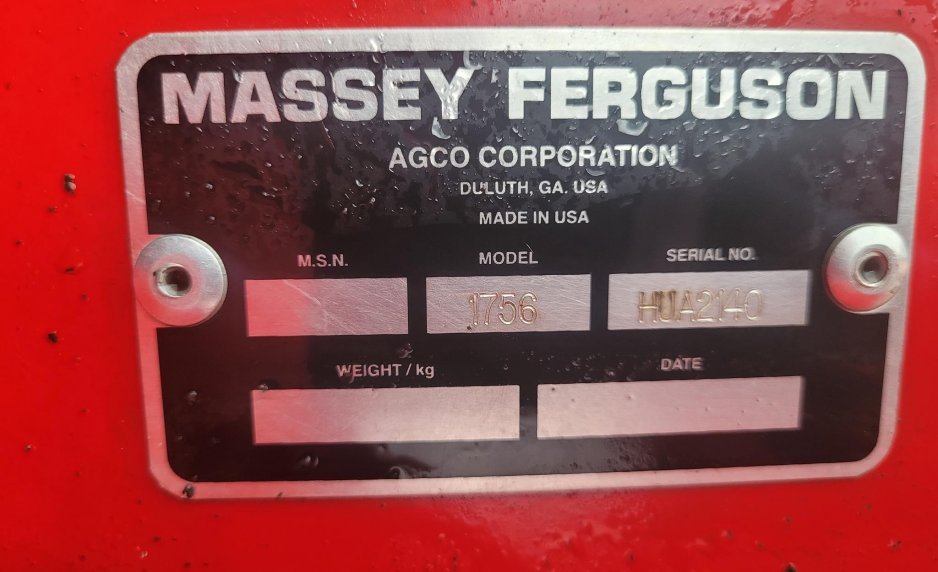 MASSEY FERGUSON
AGCO CORPORATION
DULUTH, GA. USA
MADE IN USA
M.S.N. MODEL SERIAL NO.
1756 HUA2140
WEIGHT / kg DATE